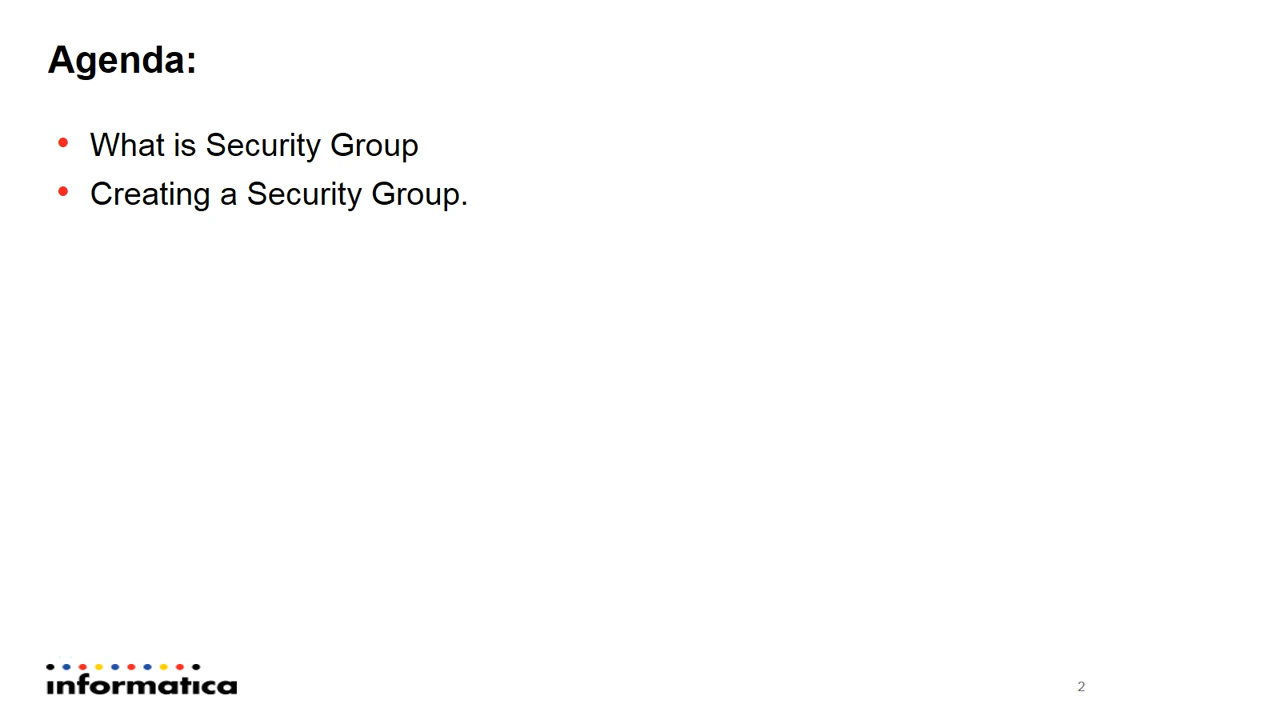 Agenda:
• What is Security Group
• Creating a Security Group.
informatica
2